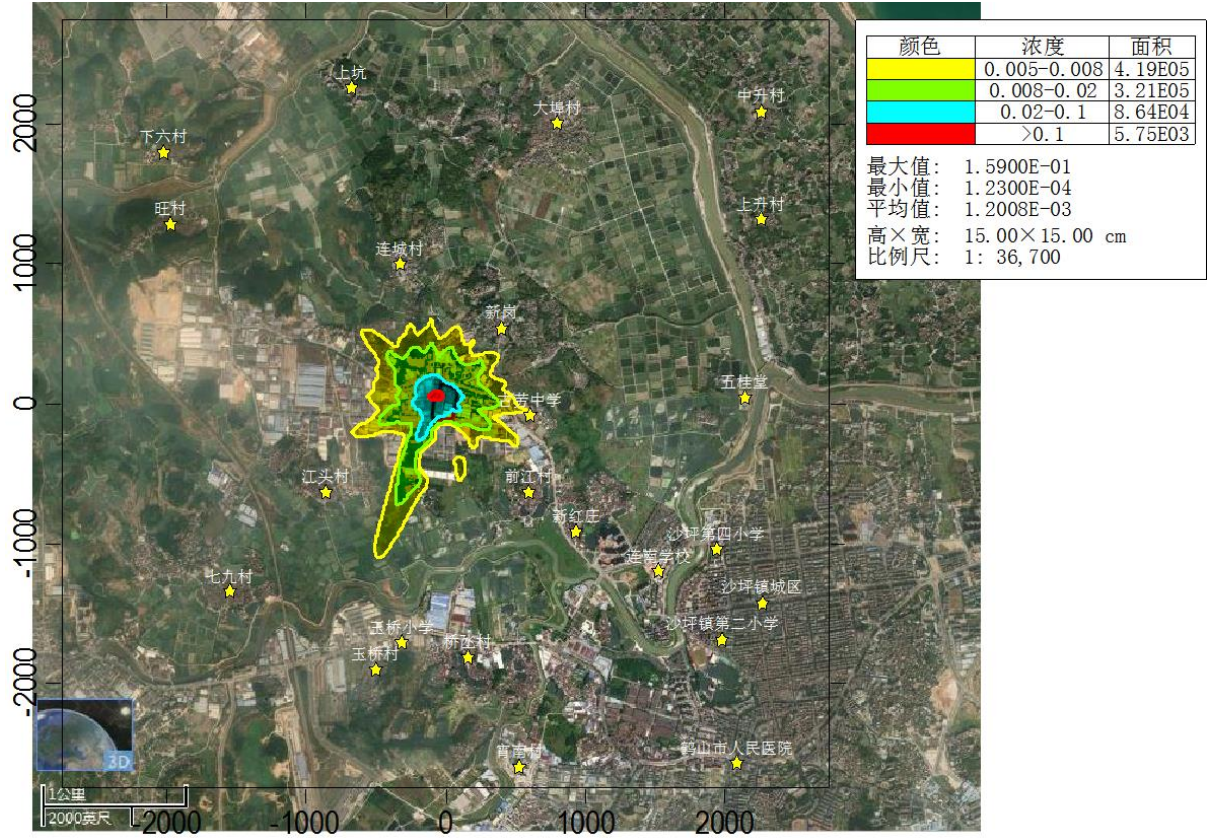 颜色 浓度 面积
0.005-0.008 4.19E05
0.008-0.02 3.21E05
0.02-0.1 8.64E04
>0.1 5.75E03
最大值: 1.5900E-01
最小值: 1.2300E-04
平均值: 1.2008E-03
高×宽: 15.00×15.00 cm
比例尺: 1: 36,700
上坑
大埠村
中升村
下六村
旺村
上升村
连城村
新岗
五桂堂
中学
江头村
前江村
新红庄
沙坪第四小学
学校
七九村
沙坪镇城区
沙坪镇第二小学
玉桥小学
玉桥村
鹤山市人民医院
2000
1000
0
-1000
-2000
-2000
-1000
0
1000
2000
3D
1公里
2000英尺